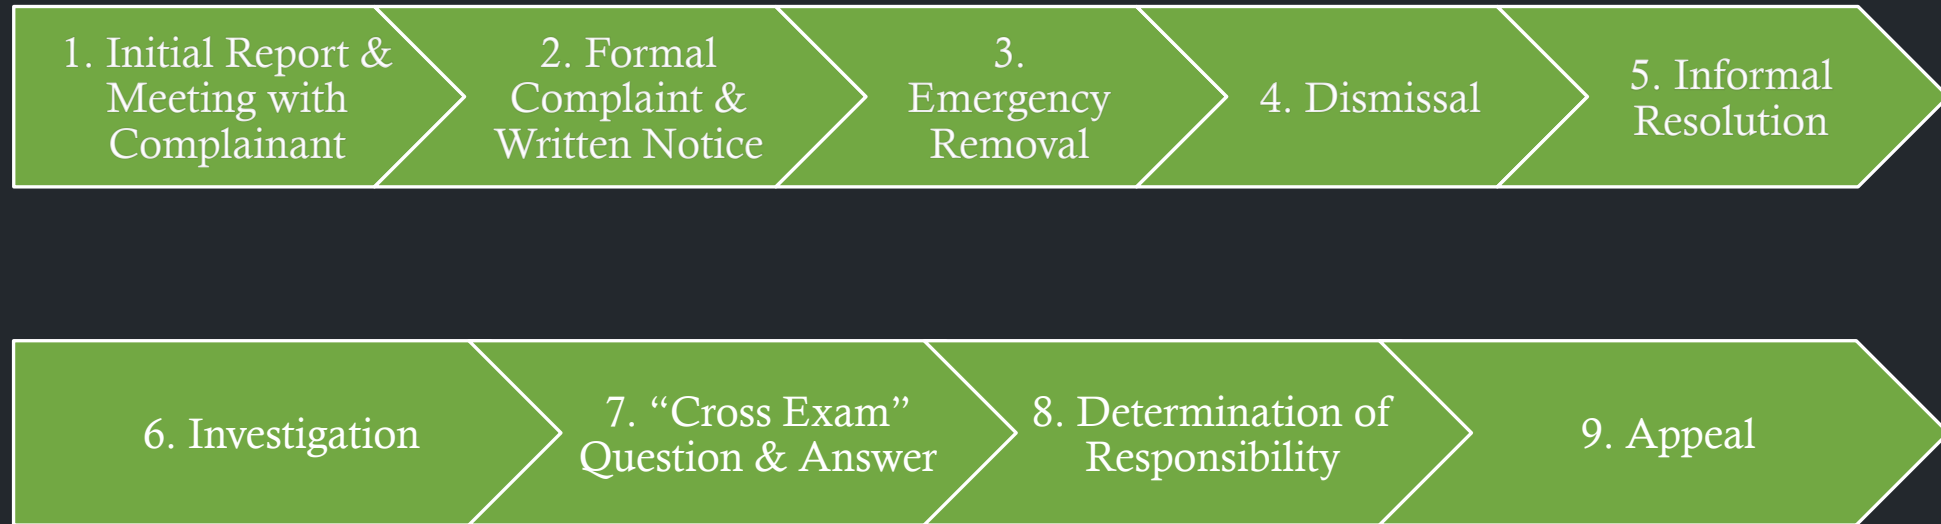 1. Initial Report &
Meeting with
Complainant
2. Formal
Complaint &
Written Notice
3.
Emergency
Removal
4. Dismissal
5. Informal
Resolution
6. Investigation
7. “Cross Exam”
Question & Answer
8. Determination of
Responsibility
9. Appeal